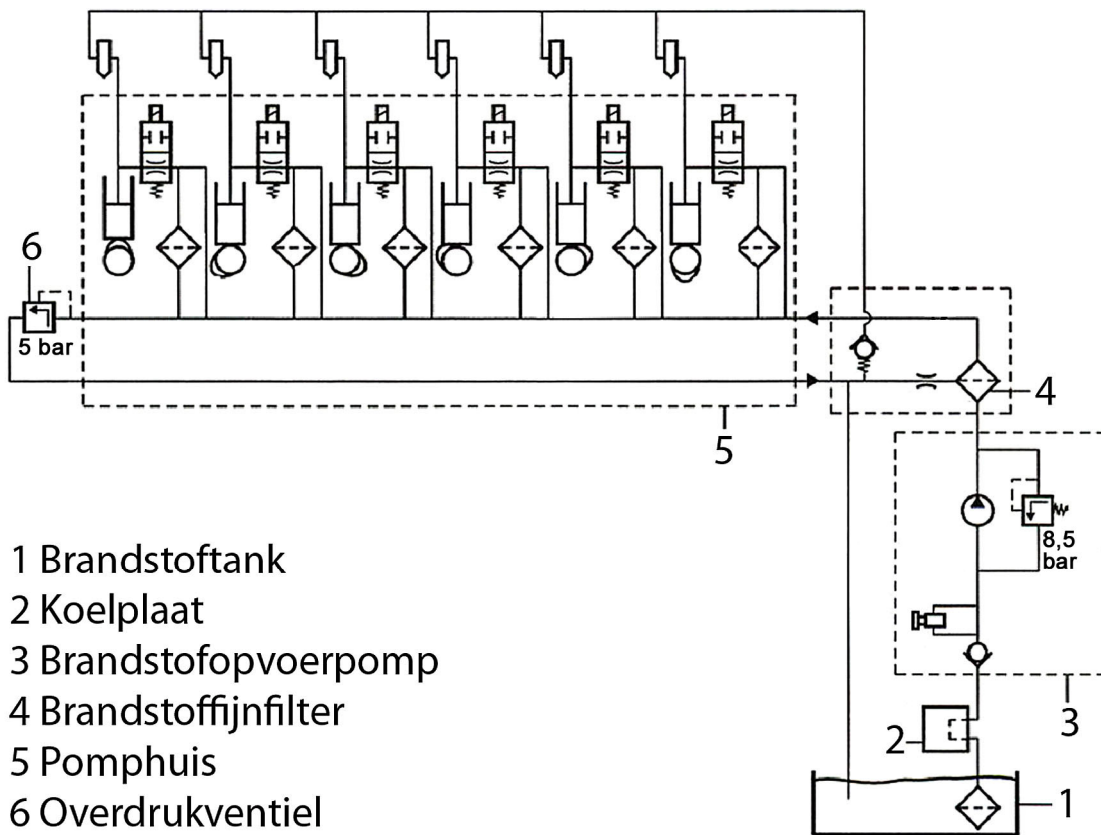 6
5 bar
4
5
8,5
bar
3
2
1
1 Brandstoftank
2 Koelplaat
3 Brandstofopvoerpomp
4 Brandstoffijnfilter
5 Pomphuis
6 Overdrukventiel